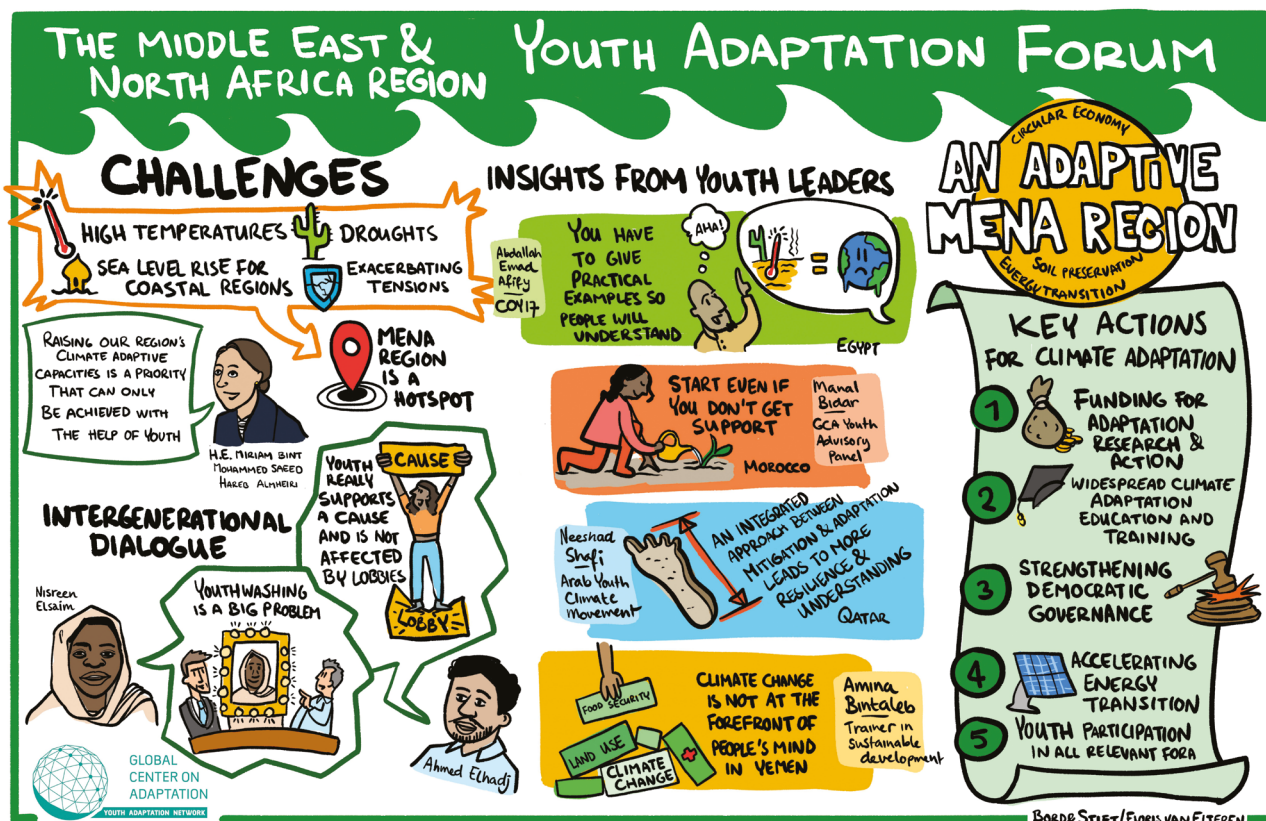 THE MIDDLE EAST &
NORTH AFRICA REGION
YOUTH ADAPTATION FORUM
CHALLENGES
HIGH TEMPERATURES
DROUGHTS
SEA LEVEL RISE FOR
COASTAL REGIONS
EXACERBATING
TENSIONS
MENA
REGION
IS A
HOTSPOT
RAISING OUR REGION'S
CLIMATE ADAPTIVE
CAPACITIES IS A PRIORITY
THAT CAN ONLY
BE ACHIEVED WITH
THE HELP OF YOUTH
H.E. MIRIAM BINT
MOHAMMED SAEED
HAREB ALMHEIRI
INTERGENERATIONAL
DIALOGUE
YOUTH
REALLY
SUPPORTS
A CAUSE
AND IS NOT
AFFECTED
BY LOBBIES
CAUSE
LOBBY
Nisreen
Elsaim
YOUTHWASHING
IS A BIG PROBLEM
Ahmed Elhadj
GLOBAL
CENTER ON
ADAPTATION
YOUTH ADAPTATION NETWORK
INSIGHTS FROM YOUTH LEADERS
Abdallah
Emad
Afify
COY17
YOU HAVE
TO GIVE
PRACTICAL
EXAMPLES SO
PEOPLE WILL
UNDERSTAND
AHA!
=
EGYPT
START EVEN IF
YOU DON'T GET
SUPPORT
MOROCCO
Manal
Bidar
GCA Youth
Advisory
Panel
Neeshad
Shafi
Arab Youth
Climate
Movement
AN INTEGRATED
APPROACH BETWEEN
MITIGATION & ADAPTATION
LEADS TO MORE
RESILIENCE &
UNDERSTANDING
QATAR
FOOD SECURITY
LAND USE
CLIMATE
CHANGE
CLIMATE CHANGE
IS NOT AT THE
FOREFRONT OF
PEOPLE'S MIND
IN YEMEN
Amina
Bintaleb
Trainer in
sustainable
development
CIRCULAR ECONOMY
AN ADAPTIVE
MENA REGION
SOIL PRESERVATION
ENERGY TRANSITION
KEY ACTIONS
FOR CLIMATE ADAPTATION
1
FUNDING FOR
ADAPTATION
RESEARCH &
ACTION
2
WIDESPREAD CLIMATE
ADAPTATION
EDUCATION AND
TRAINING
3
STRENGTHENING
DEMOCRATIC
GOVERNANCE
4
ACCELERATING
ENERGY
TRANSITION
5
YOUTH PARTICIPATION
IN ALL RELEVANT FORA